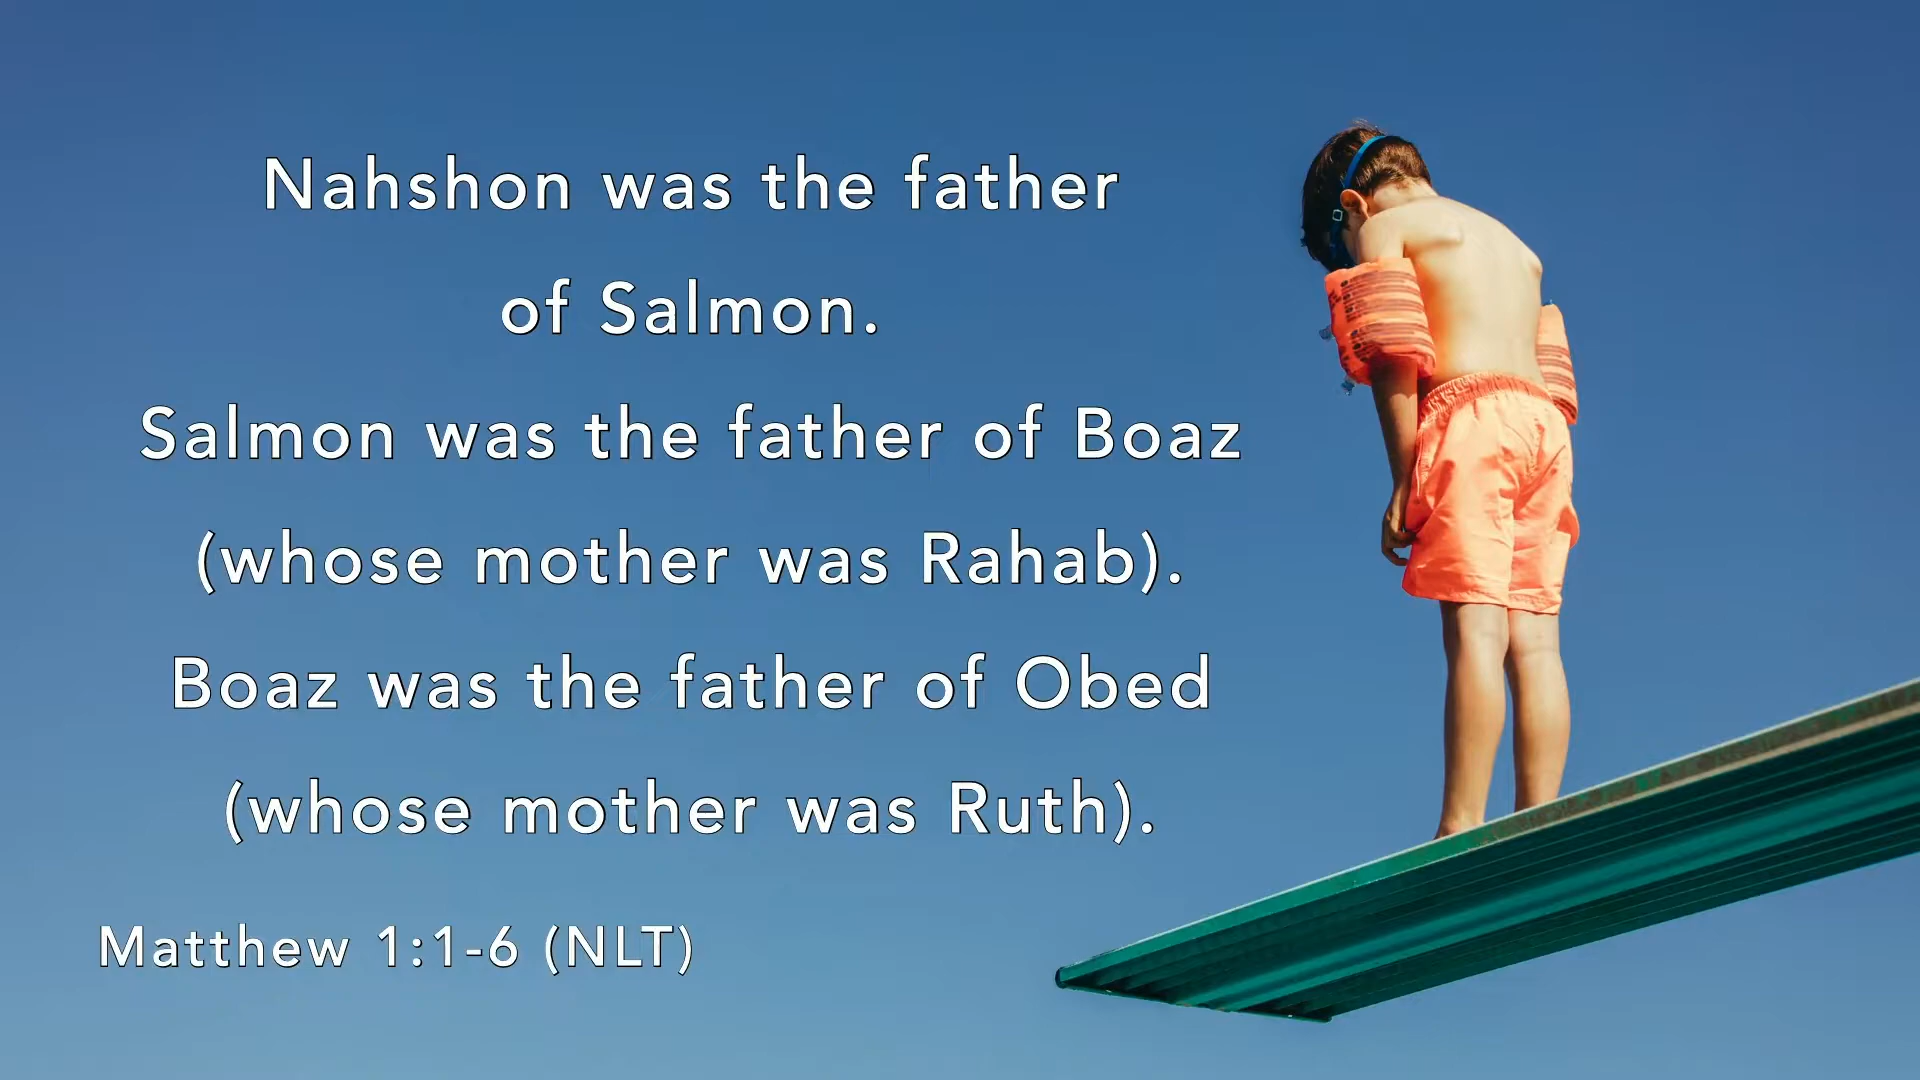 Nahshon was the father
of Salmon.
Salmon was the father of Boaz
(whose mother was Rahab).
Boaz was the father of Obed
(whose mother was Ruth).
Matthew 1:1-6 (NLT)